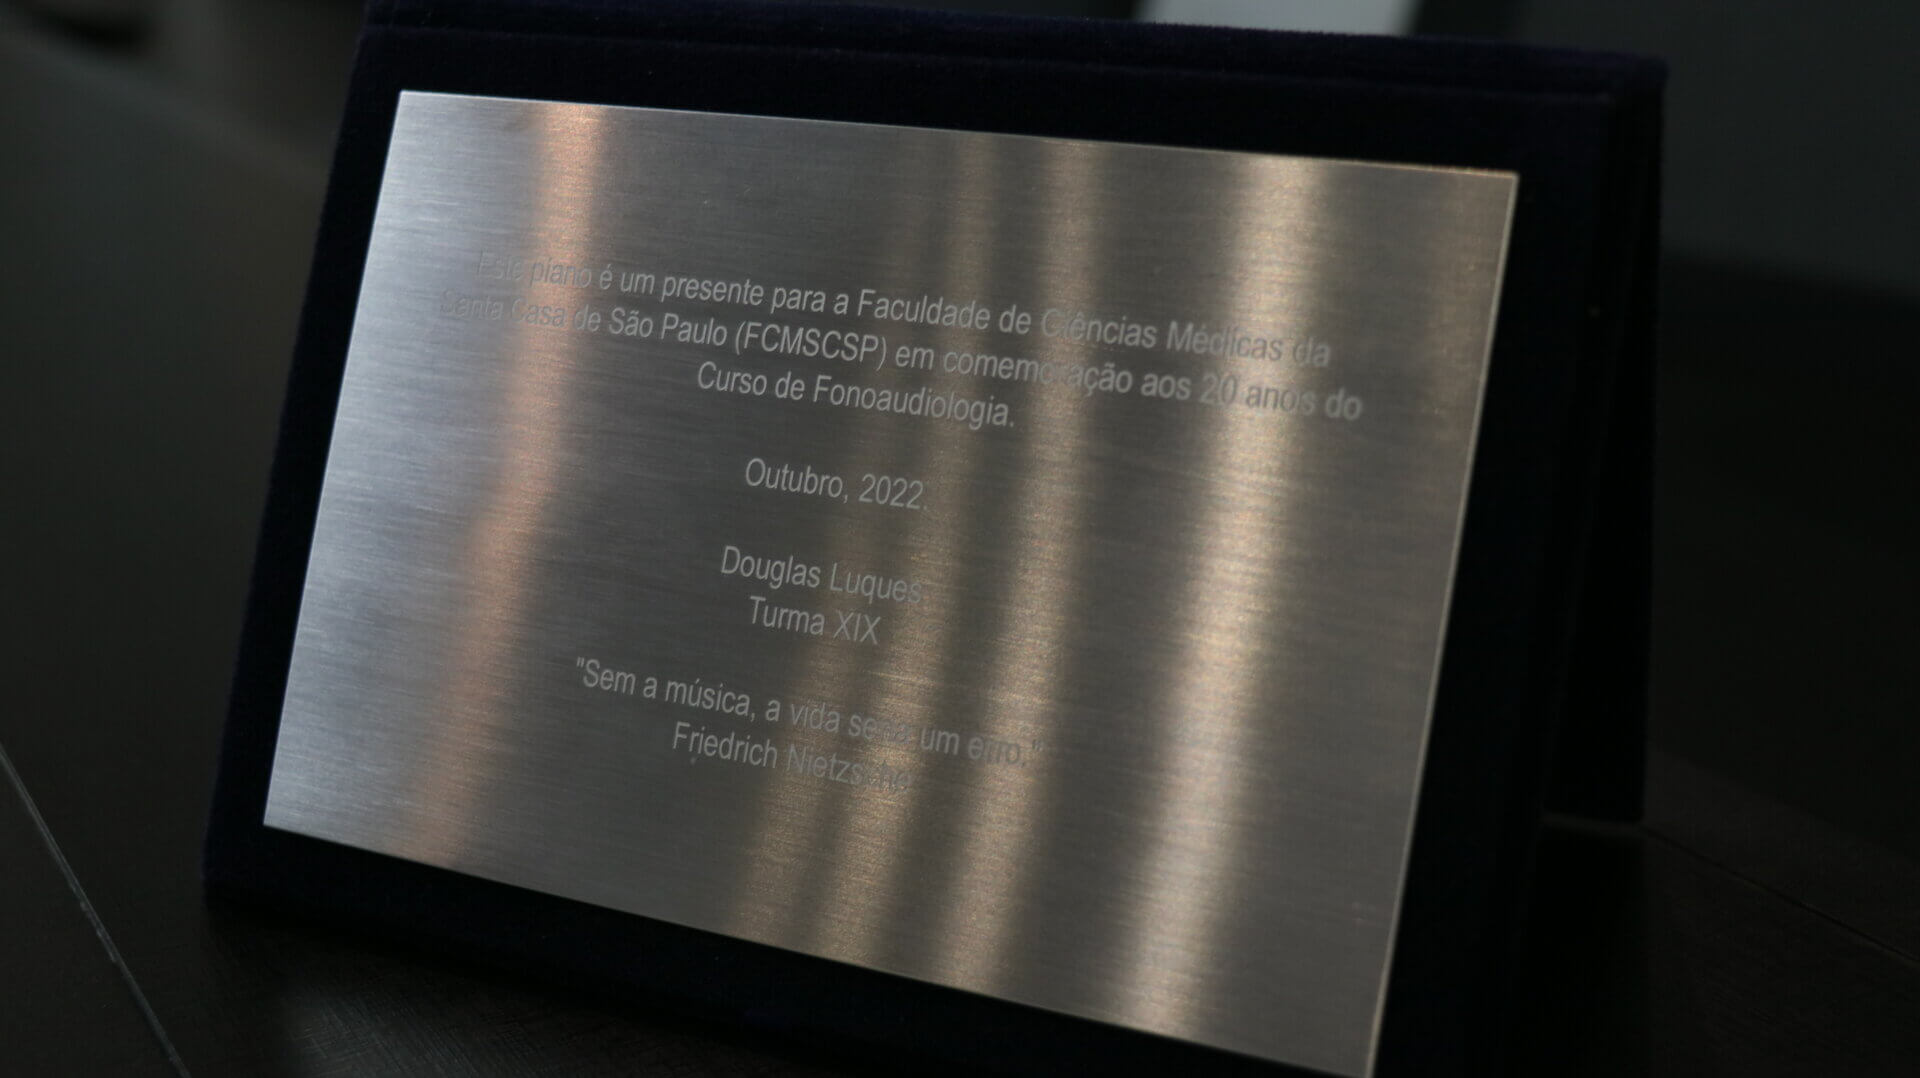 Este piano é um presente para a Faculdade de Ciências Médicas da
Santa Casa de São Paulo (FCMSCSP) em comemoração aos 20 anos do
Curso de Fonoaudiologia.
Outubro, 2022.
Douglas Luques
Turma XIX
"Sem a música, a vida seria um erro."
Friedrich Nietzsche